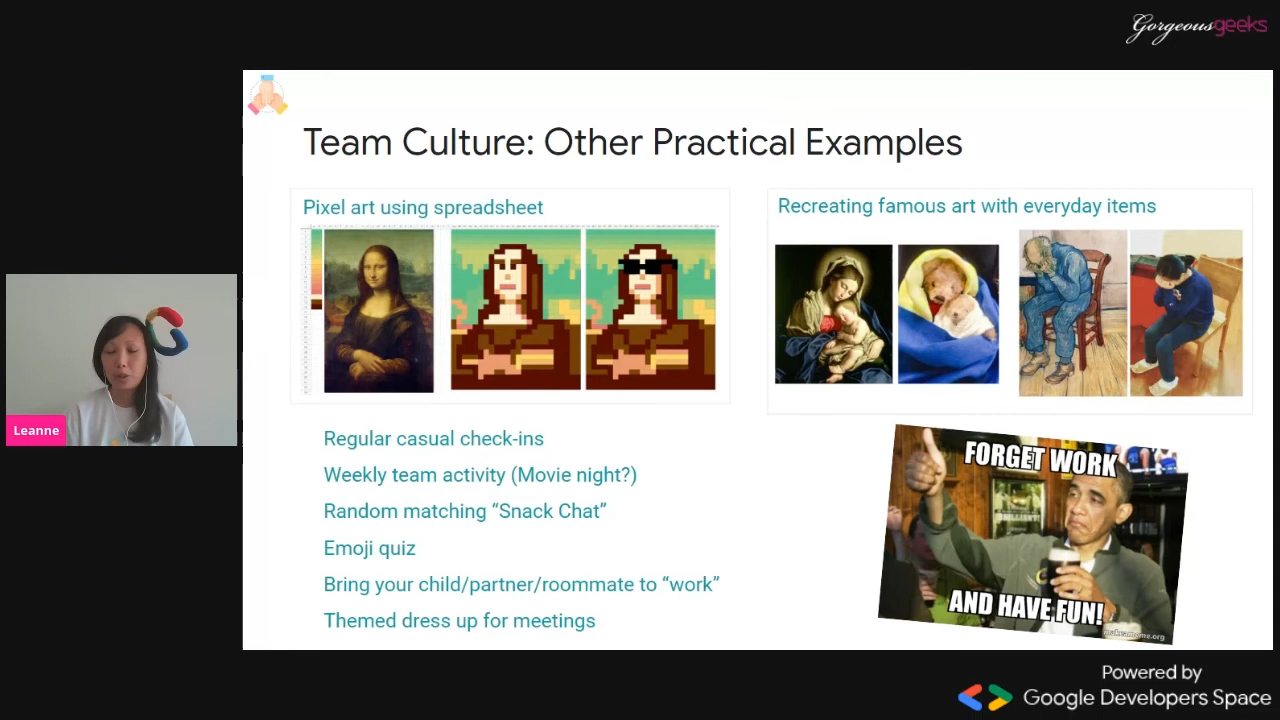 Gorgeousgeeks
Team Culture: Other Practical Examples
Pixel art using spreadsheet
Recreating famous art with everyday items
Leanne
Regular casual check-ins
Weekly team activity (Movie night?)
Random matching “Snack Chat”
Emoji quiz
Bring your child/partner/roommate to “work”
Themed dress up for meetings
FORGET WORK
AND HAVE FUN!
Powered by
Google Developers Space